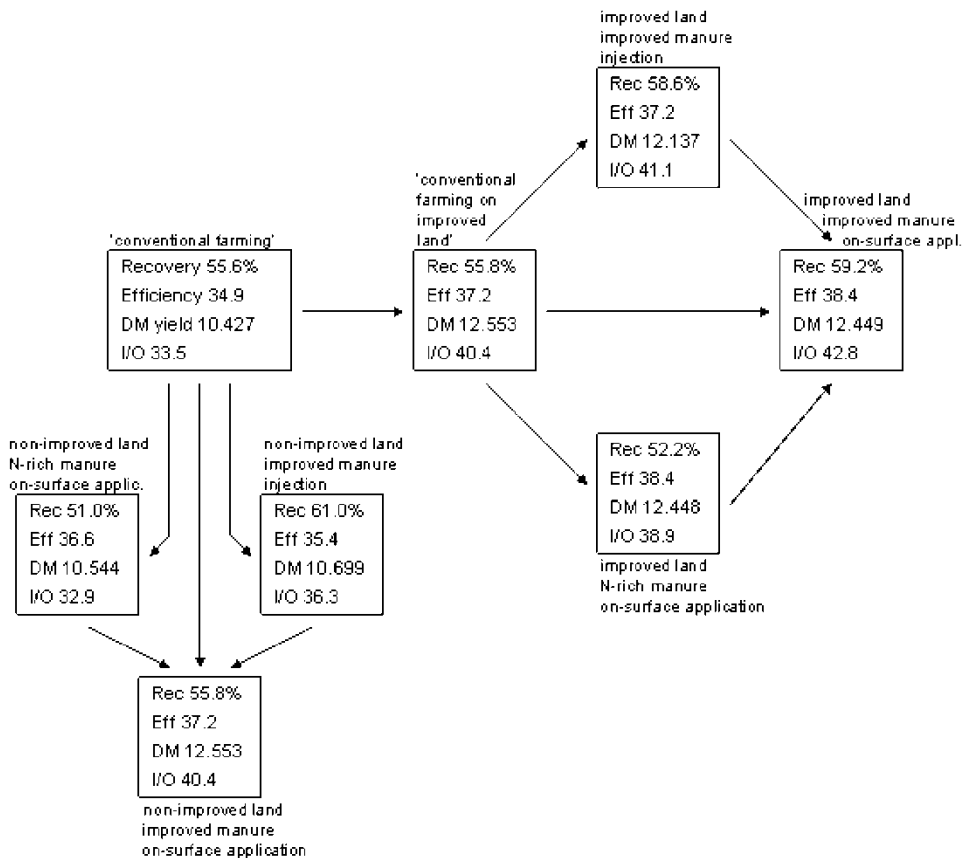 improved land
improved manure
injection
Rec 58.6%
Eff 37.2
DM 12.137
I/O 41.1
'conventional
farming on
improved
land'
Rec 55.8%
Eff 37.2
DM 12.553
I/O 40.4
improved land
improved manure
on-surface appl.
Rec 59.2%
Eff 38.4
DM 12.449
I/O 42.8
'conventional farming'
Recovery 55.6%
Efficiency 34.9
DM yield 10.427
I/O 33.5
Rec 52.2%
Eff 38.4
DM 12.448
I/O 38.9
improved land
N-rich manure
on-surface application
non-improved land
N-rich manure
on-surface applic.
Rec 51.0%
Eff 36.6
DM 10.544
I/O 32.9
non-improved land
improved manure
injection
Rec 61.0%
Eff 35.4
DM 10.699
I/O 36.3
Rec 55.8%
Eff 37.2
DM 12.553
I/O 40.4
non-improved land
improved manure
on-surface application